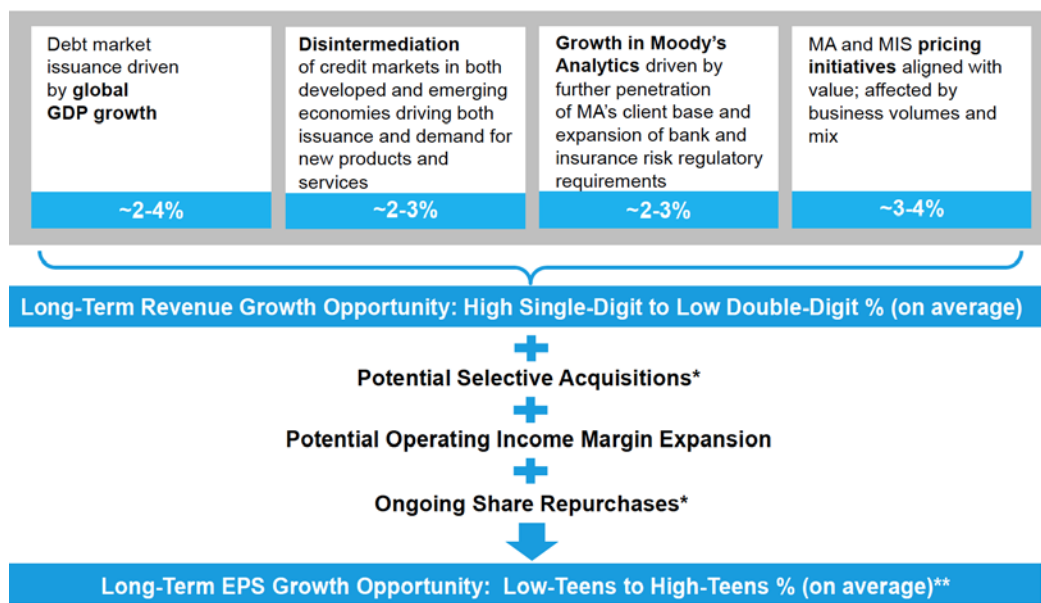 Debt market
issuance driven
by global
GDP growth
~2-4%
Disintermediation
of credit markets in both
developed and emerging
economies driving both
issuance and demand for
new products and
services
~2-3%
Growth in Moody's
Analytics driven by
further penetration
of MA's client base and
expansion of bank and
insurance risk regulatory
requirements
~2-3%
MA and MIS pricing
initiatives aligned with
value; affected by
business volumes and
mix
~3-4%
Long-Term Revenue Growth Opportunity: High Single-Digit to Low Double-Digit % (on average)
+
Potential Selective Acquisitions*
+
Potential Operating Income Margin Expansion
+
Ongoing Share Repurchases*
Long-Term EPS Growth Opportunity: Low-Teens to High-Teens % (on average)**